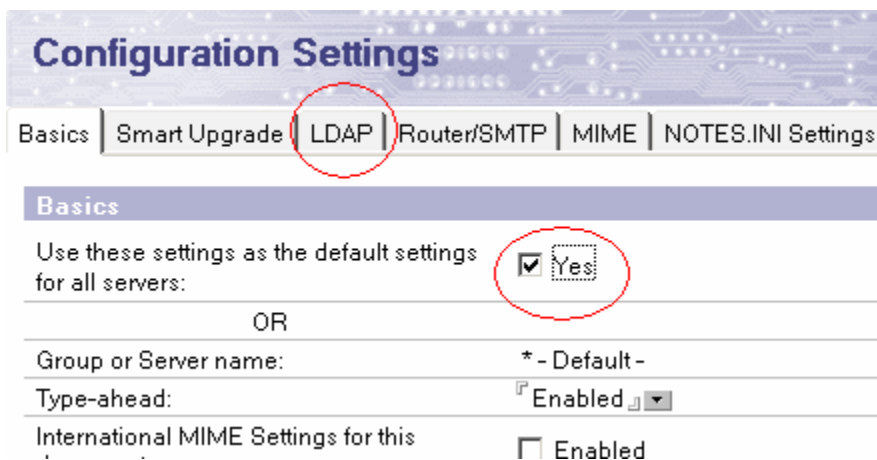 Configuration Settings
Basics Smart Upgrade LDAP Router/SMTP MIME NOTES.INI Settings
Basics
Use these settings as the default settings
for all servers:
Yes
OR
Group or Server name: * - Default -
Type-ahead: Enabled
International MIME Settings for this
Enabled